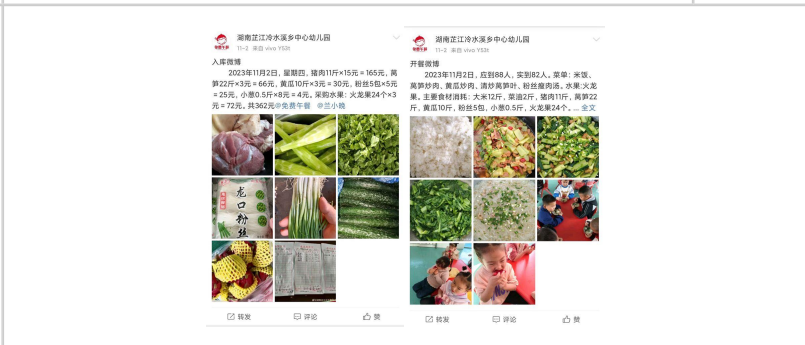 湖南芷江冷水溪乡中心幼儿园
11-2 来自 vivo Y53t
入库微博
2023年11月2日，星期四，猪肉11斤×15元＝165元，莴
笋22斤×3元＝66元，黄瓜10斤×3元＝30元，粉丝5包×5元
＝25元，小葱0.5斤×8元＝4元。采购水果：火龙果24个×3
元＝72元。共362元@免费午餐 @兰小晚
龙口粉丝
转发
评论
赞
湖南芷江冷水溪乡中心幼儿园
11-2 来自 vivo Y53t
开餐微博
2023年11月2日，应到88人，实到82人。菜单：米饭、
莴笋炒肉、黄瓜炒肉、清炒莴笋叶、粉丝瘦肉汤。水果:火龙
果。主要食材消耗：大米12斤，菜油2斤，猪肉11斤，莴笋22
斤，黄瓜10斤，粉丝5包，小葱0.5斤，火龙果24个。... 全文
转发
评论
赞